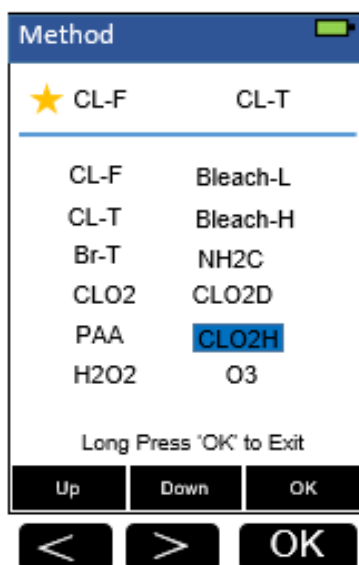 Method
CL-F CL-T
CL-F Bleach-L
CL-T Bleach-H
Br-T NH2C
CLO2 CLO2D
PAA CLO2H
H2O2 O3
Long Press 'OK' to Exit
Up Down OK
< > OK